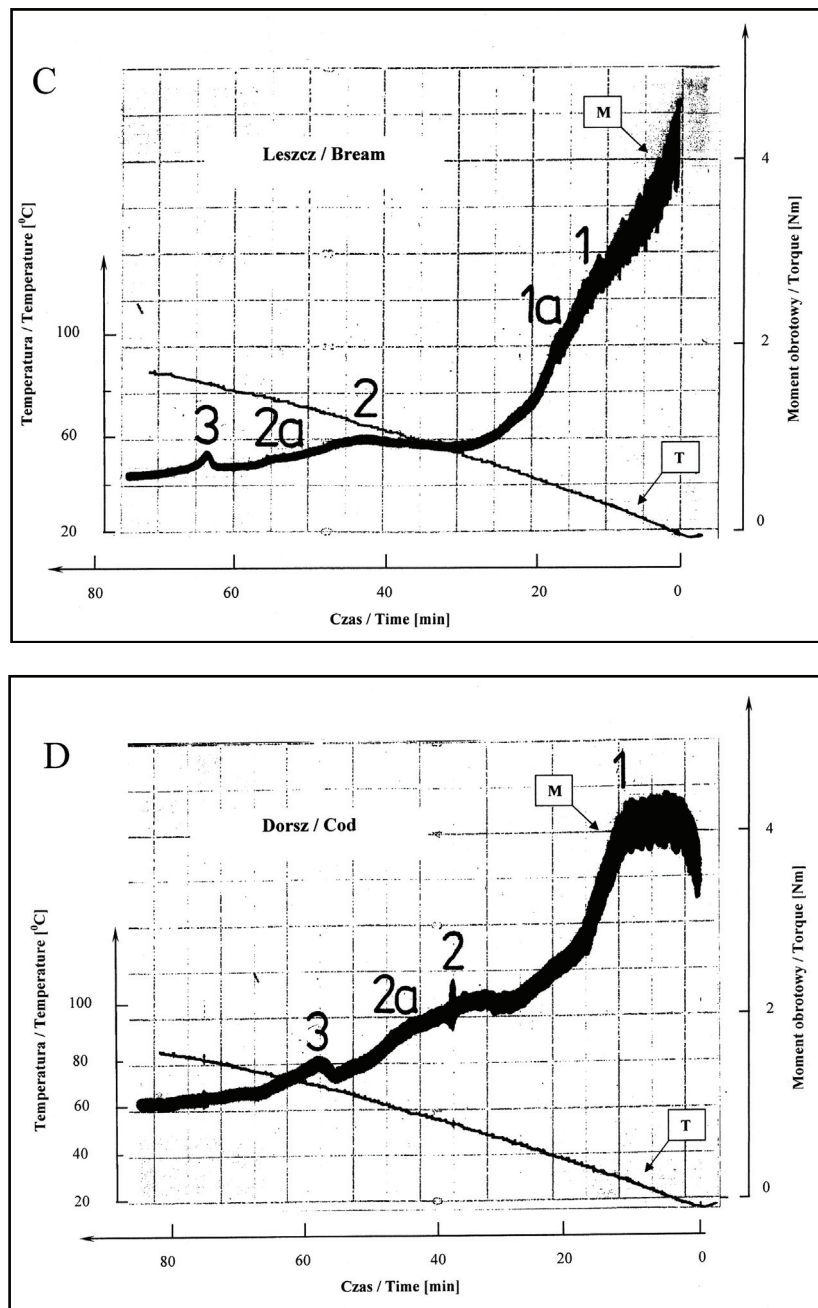 C
Leszcz / Bream
M
1
1a
2
2a
3
T
Temperatura / Temperature [⁰C]
100
60
20
Moment obrotowy / Torque [Nm]
4
2
0
80 60 40 20 0
Czas / Time [min]
D
Dorsz / Cod
M
1
2
2a
3
T
Temperatura / Temperature [⁰C]
100
80
60
40
20
Moment obrotowy / Torque [Nm]
4
2
0
80 60 40 20 0
Czas / Time [min]